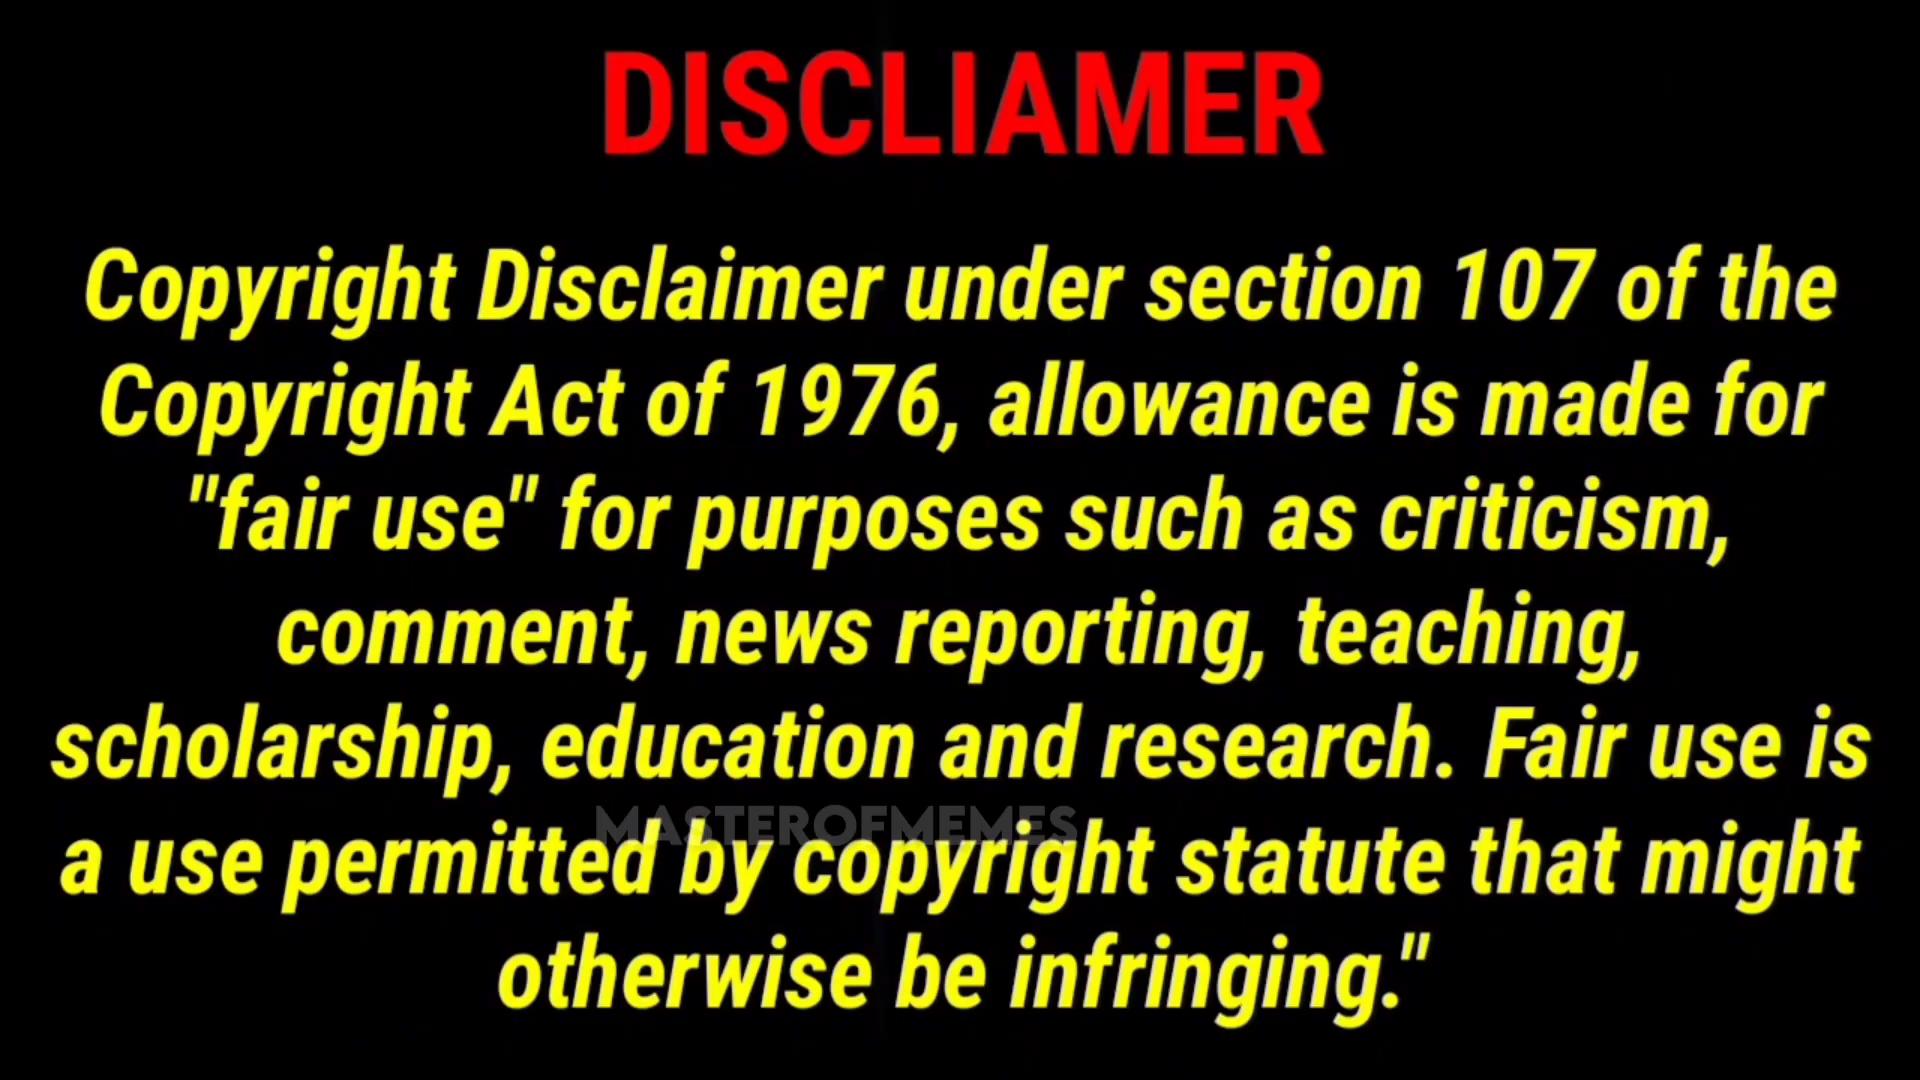 DISCLIAMER
Copyright Disclaimer under section 107 of the
Copyright Act of 1976, allowance is made for
"fair use" for purposes such as criticism,
comment, news reporting, teaching,
scholarship, education and research. Fair use is
MASTEROFMEMES
a use permitted by copyright statute that might
otherwise be infringing."